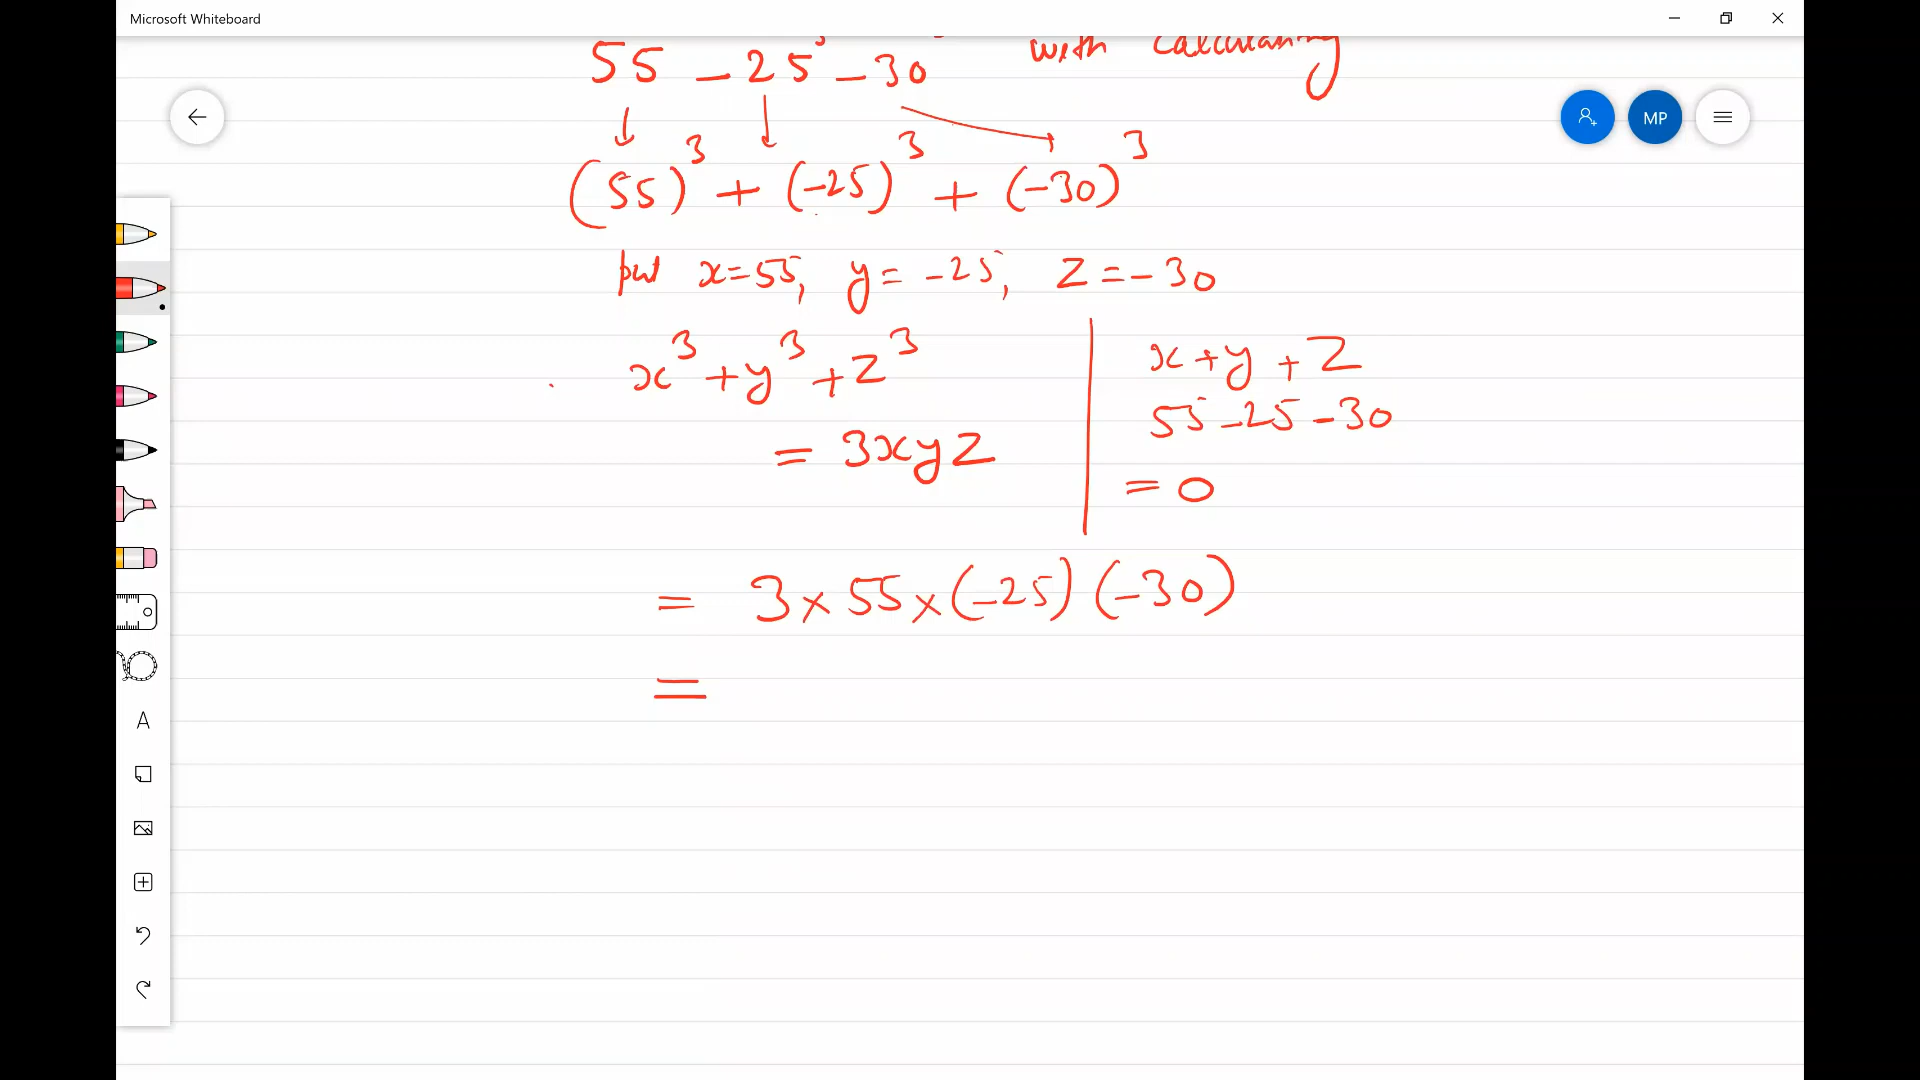 Microsoft Whiteboard
55 - 25³ - 30 with calculating
(55)³ + (-25)³ + (-30)³
put x=55, y= -25, z=-30
x³+y³+z³
= 3xyz
x+y+z
55-25-30
= 0
= 3×55×(-25)(-30)
=
MP
A